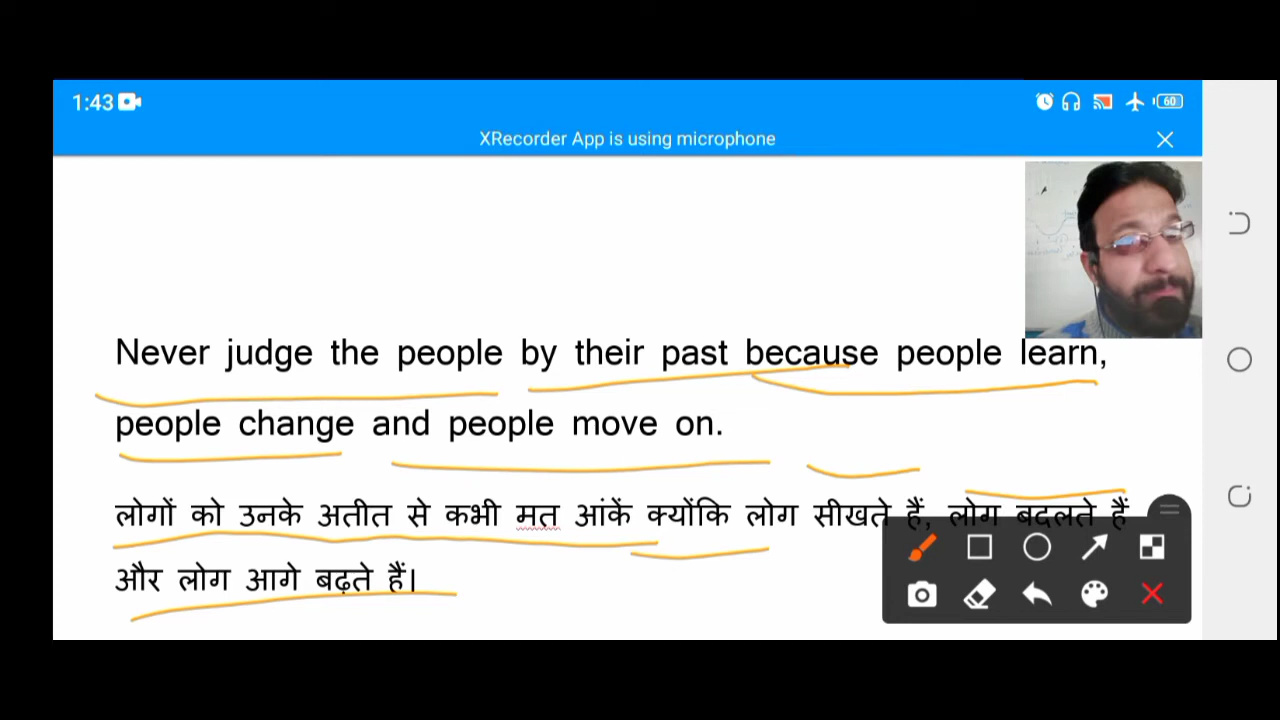 1:43
60
XRecorder App is using microphone
Never judge the people by their past because people learn,
people change and people move on.
लोगों को उनके अतीत से कभी मत आंकें क्योंकि लोग सीखते हैं, लोग बदलते हैं
और लोग आगे बढ़ते हैं।